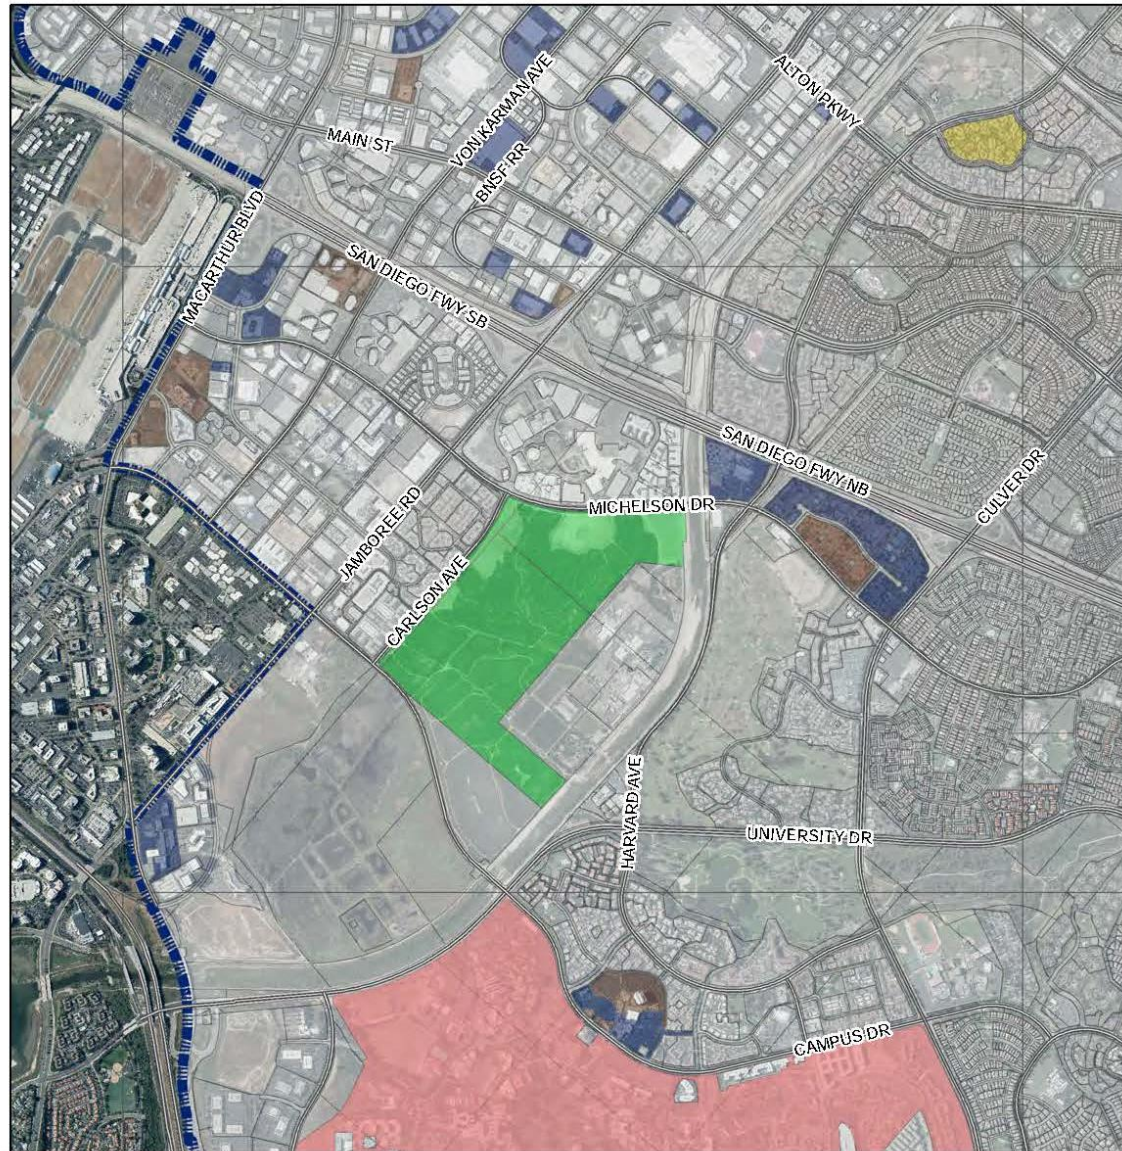 ALTON PKWY
VON KARMAN AVE
MAIN ST
BNSF RR
MACARTHUR BLVD
SAN DIEGO FWY SB
SAN DIEGO FWY NB
CULVER DR
MICHELSON DR
JAMBOREE RD
CARLSON AVE
HARVARD AVE
UNIVERSITY DR
CAMPUS DR